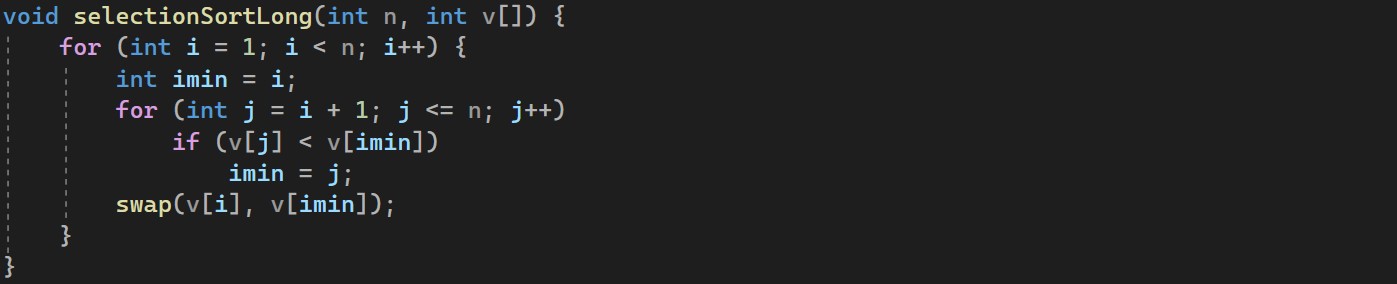 void selectionSortLong(int n, int v[]) {
    for (int i = 1; i < n; i++) {
        int imin = i;
        for (int j = i + 1; j <= n; j++)
            if (v[j] < v[imin])
                imin = j;
        swap(v[i], v[imin]);
    }
}